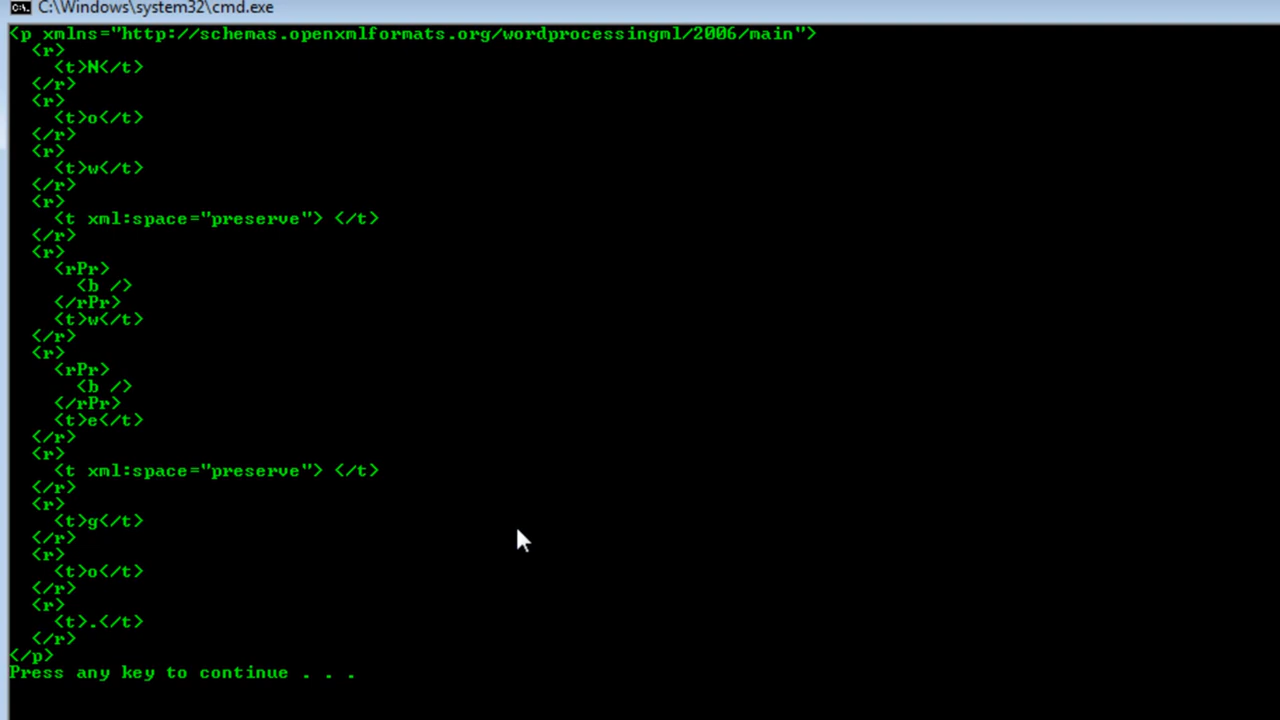 C:\Windows\system32\cmd.exe
<p xmlns="http://schemas.openxmlformats.org/wordprocessingml/2006/main">
  <r>
    <t>N</t>
  </r>
  <r>
    <t>o</t>
  </r>
  <r>
    <t>w</t>
  </r>
  <r>
    <t xml:space="preserve"> </t>
  </r>
  <r>
    <rPr>
      <b />
    </rPr>
    <t>w</t>
  </r>
  <r>
    <rPr>
      <b />
    </rPr>
    <t>e</t>
  </r>
  <r>
    <t xml:space="preserve"> </t>
  </r>
  <r>
    <t>g</t>
  </r>
  <r>
    <t>o</t>
  </r>
  <r>
    <t>.</t>
  </r>
</p>
Press any key to continue . . .